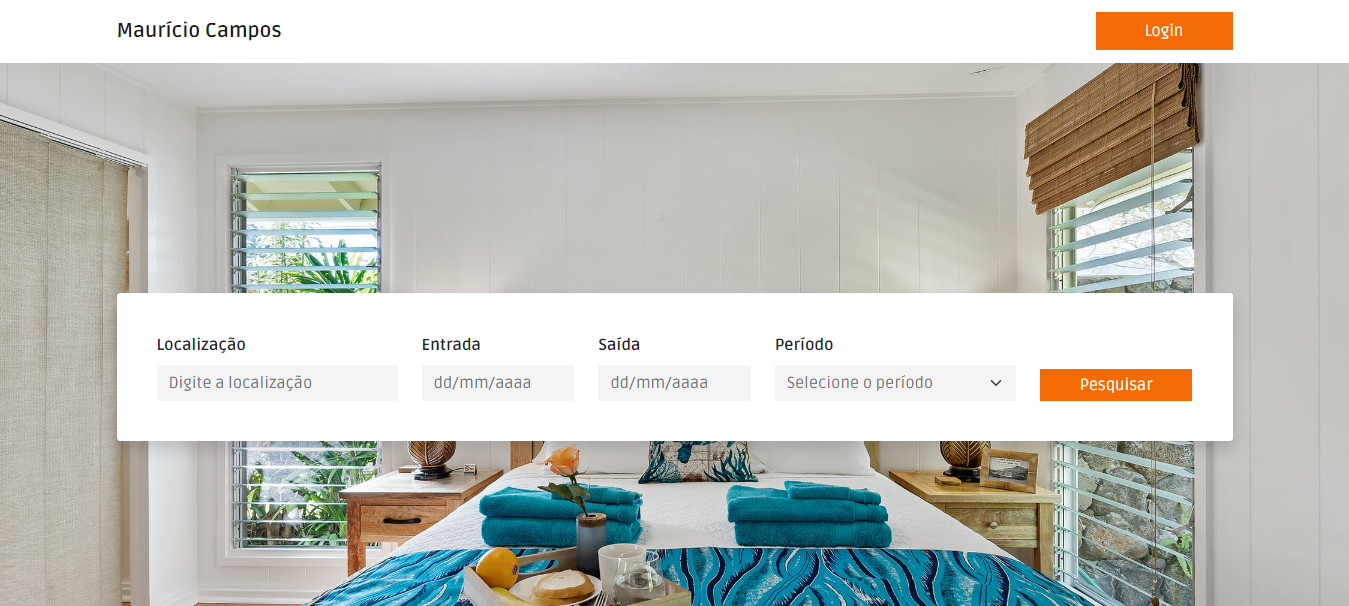 Maurício Campos
Login
Localização
Entrada
Saída
Período
Digite a localização
dd/mm/aaaa
dd/mm/aaaa
Selecione o período
Pesquisar